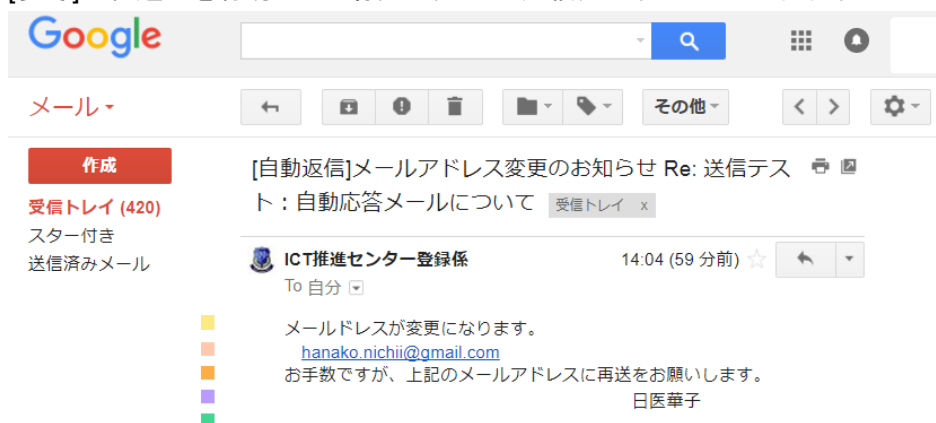 Google
メール
その他
作成
[自動返信]メールアドレス変更のお知らせ Re: 送信テス
ト：自動応答メールについて 受信トレイ x
受信トレイ (420)
スター付き
送信済みメール
ICT推進センター登録係 14:04 (59 分前)
To 自分
メールドレスが変更になります。
hanako.nichii@gmail.com
お手数ですが、上記のメールアドレスに再送をお願いします。
日医華子